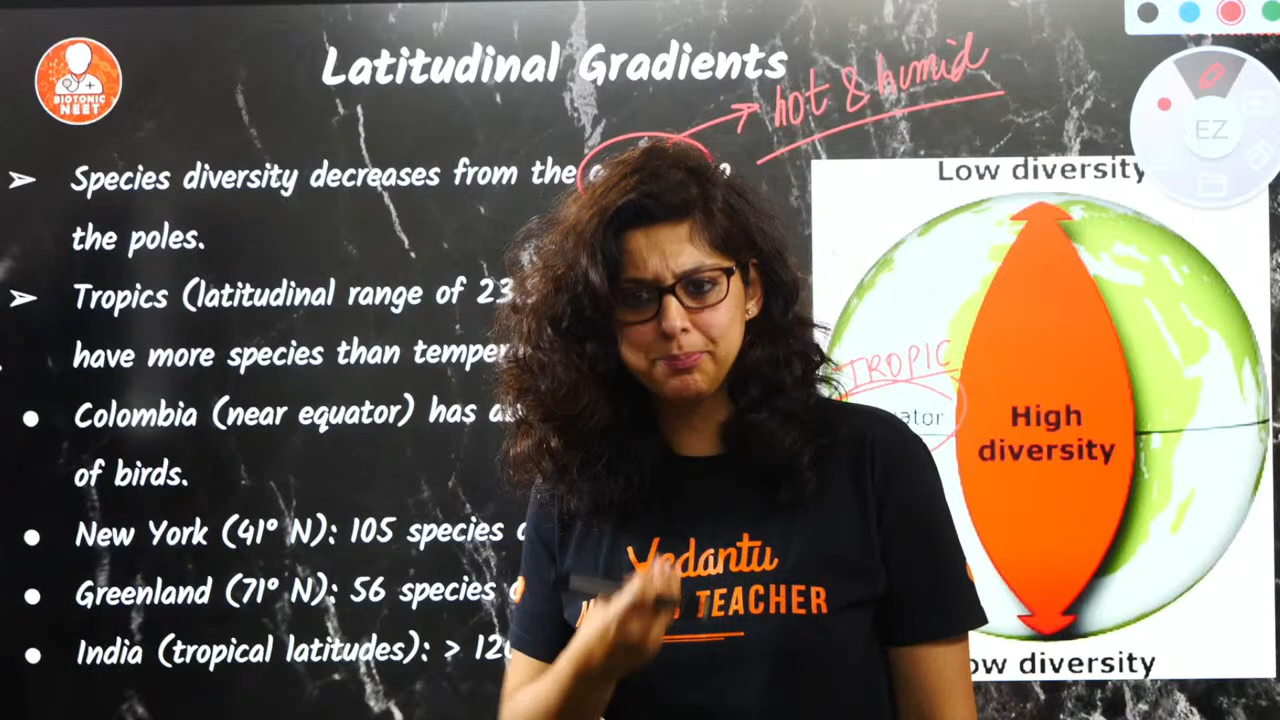 BIOTONIC
NEET
Latitudinal Gradients
hot & humid
EZ
➢ Species diversity decreases from the
the poles.
➢ Tropics (latitudinal range of 23.
have more species than temper
• Colombia (near equator) has
of birds.
• New York (41° N): 105 species
• Greenland (71° N): 56 species
• India (tropical latitudes): > 12
Low diversity
TROPIC
ator
High
diversity
ow diversity
Vedantu
TEACHER